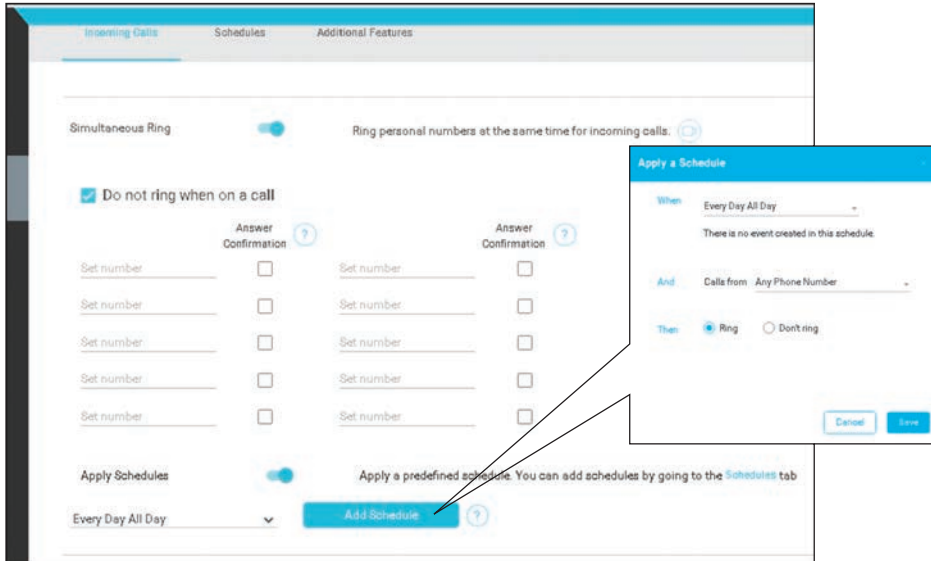 Incoming Calls Schedules Additional Features
Simultaneous Ring Ring personal numbers at the same time for incoming calls.
Do not ring when on a call
Answer Confirmation ? Answer Confirmation ?
Set number Set number
Set number Set number
Set number Set number
Set number Set number
Set number Set number
Apply Schedules Apply a predefined schedule. You can add schedules by going to the Schedules tab
Every Day All Day Add Schedule ?
Apply a Schedule
When Every Day All Day
There is no event created in this schedule.
And Calls from Any Phone Number
Then Ring Don't ring
Cancel Save